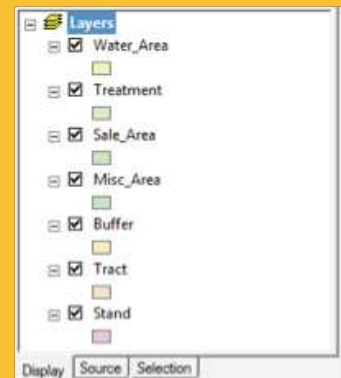 Layers
Water_Area
Treatment
Sale_Area
Misc_Area
Buffer
Tract
Stand
Display Source Selection